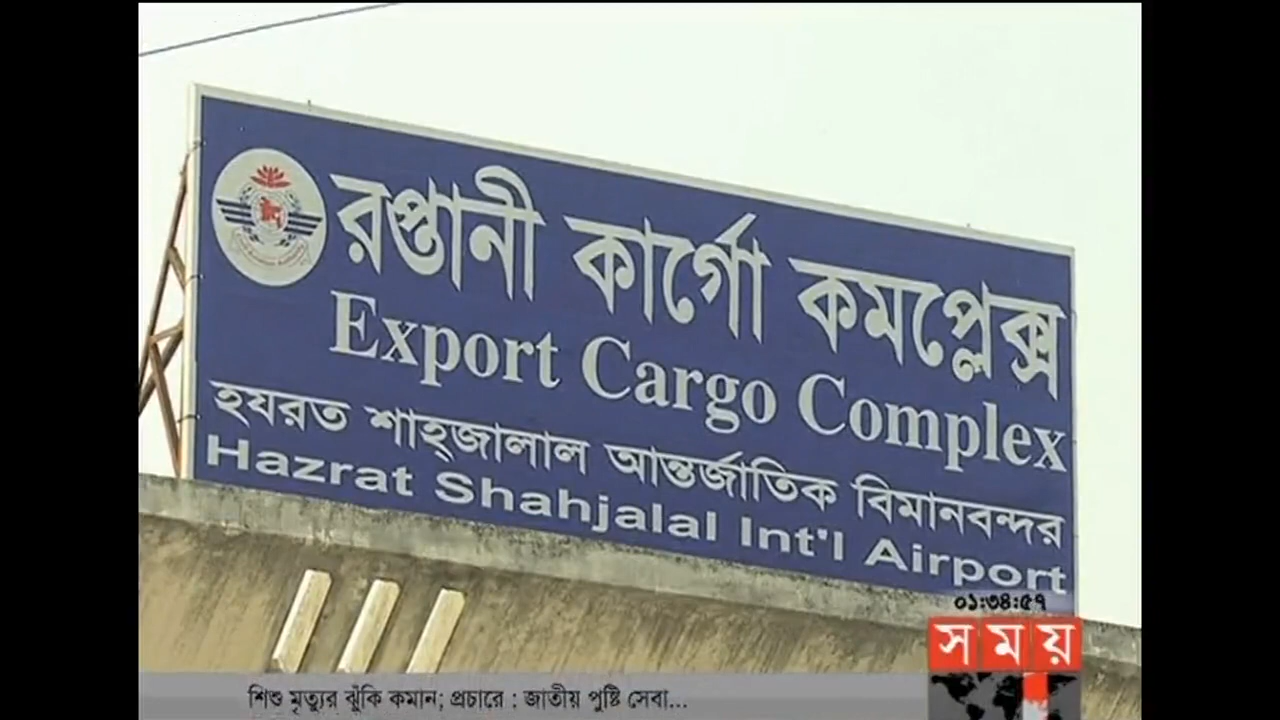 রপ্তানী কার্গো কমপ্লেক্স
Export Cargo Complex
হযরত শাহ্জালাল আন্তর্জাতিক বিমানবন্দর
Hazrat Shahjalal Int'l Airport
০১:৩৪:৫৭
সময়
শিশু মৃত্যুর ঝুঁকি কমান; প্রচারে : জাতীয় পুষ্টি সেবা...